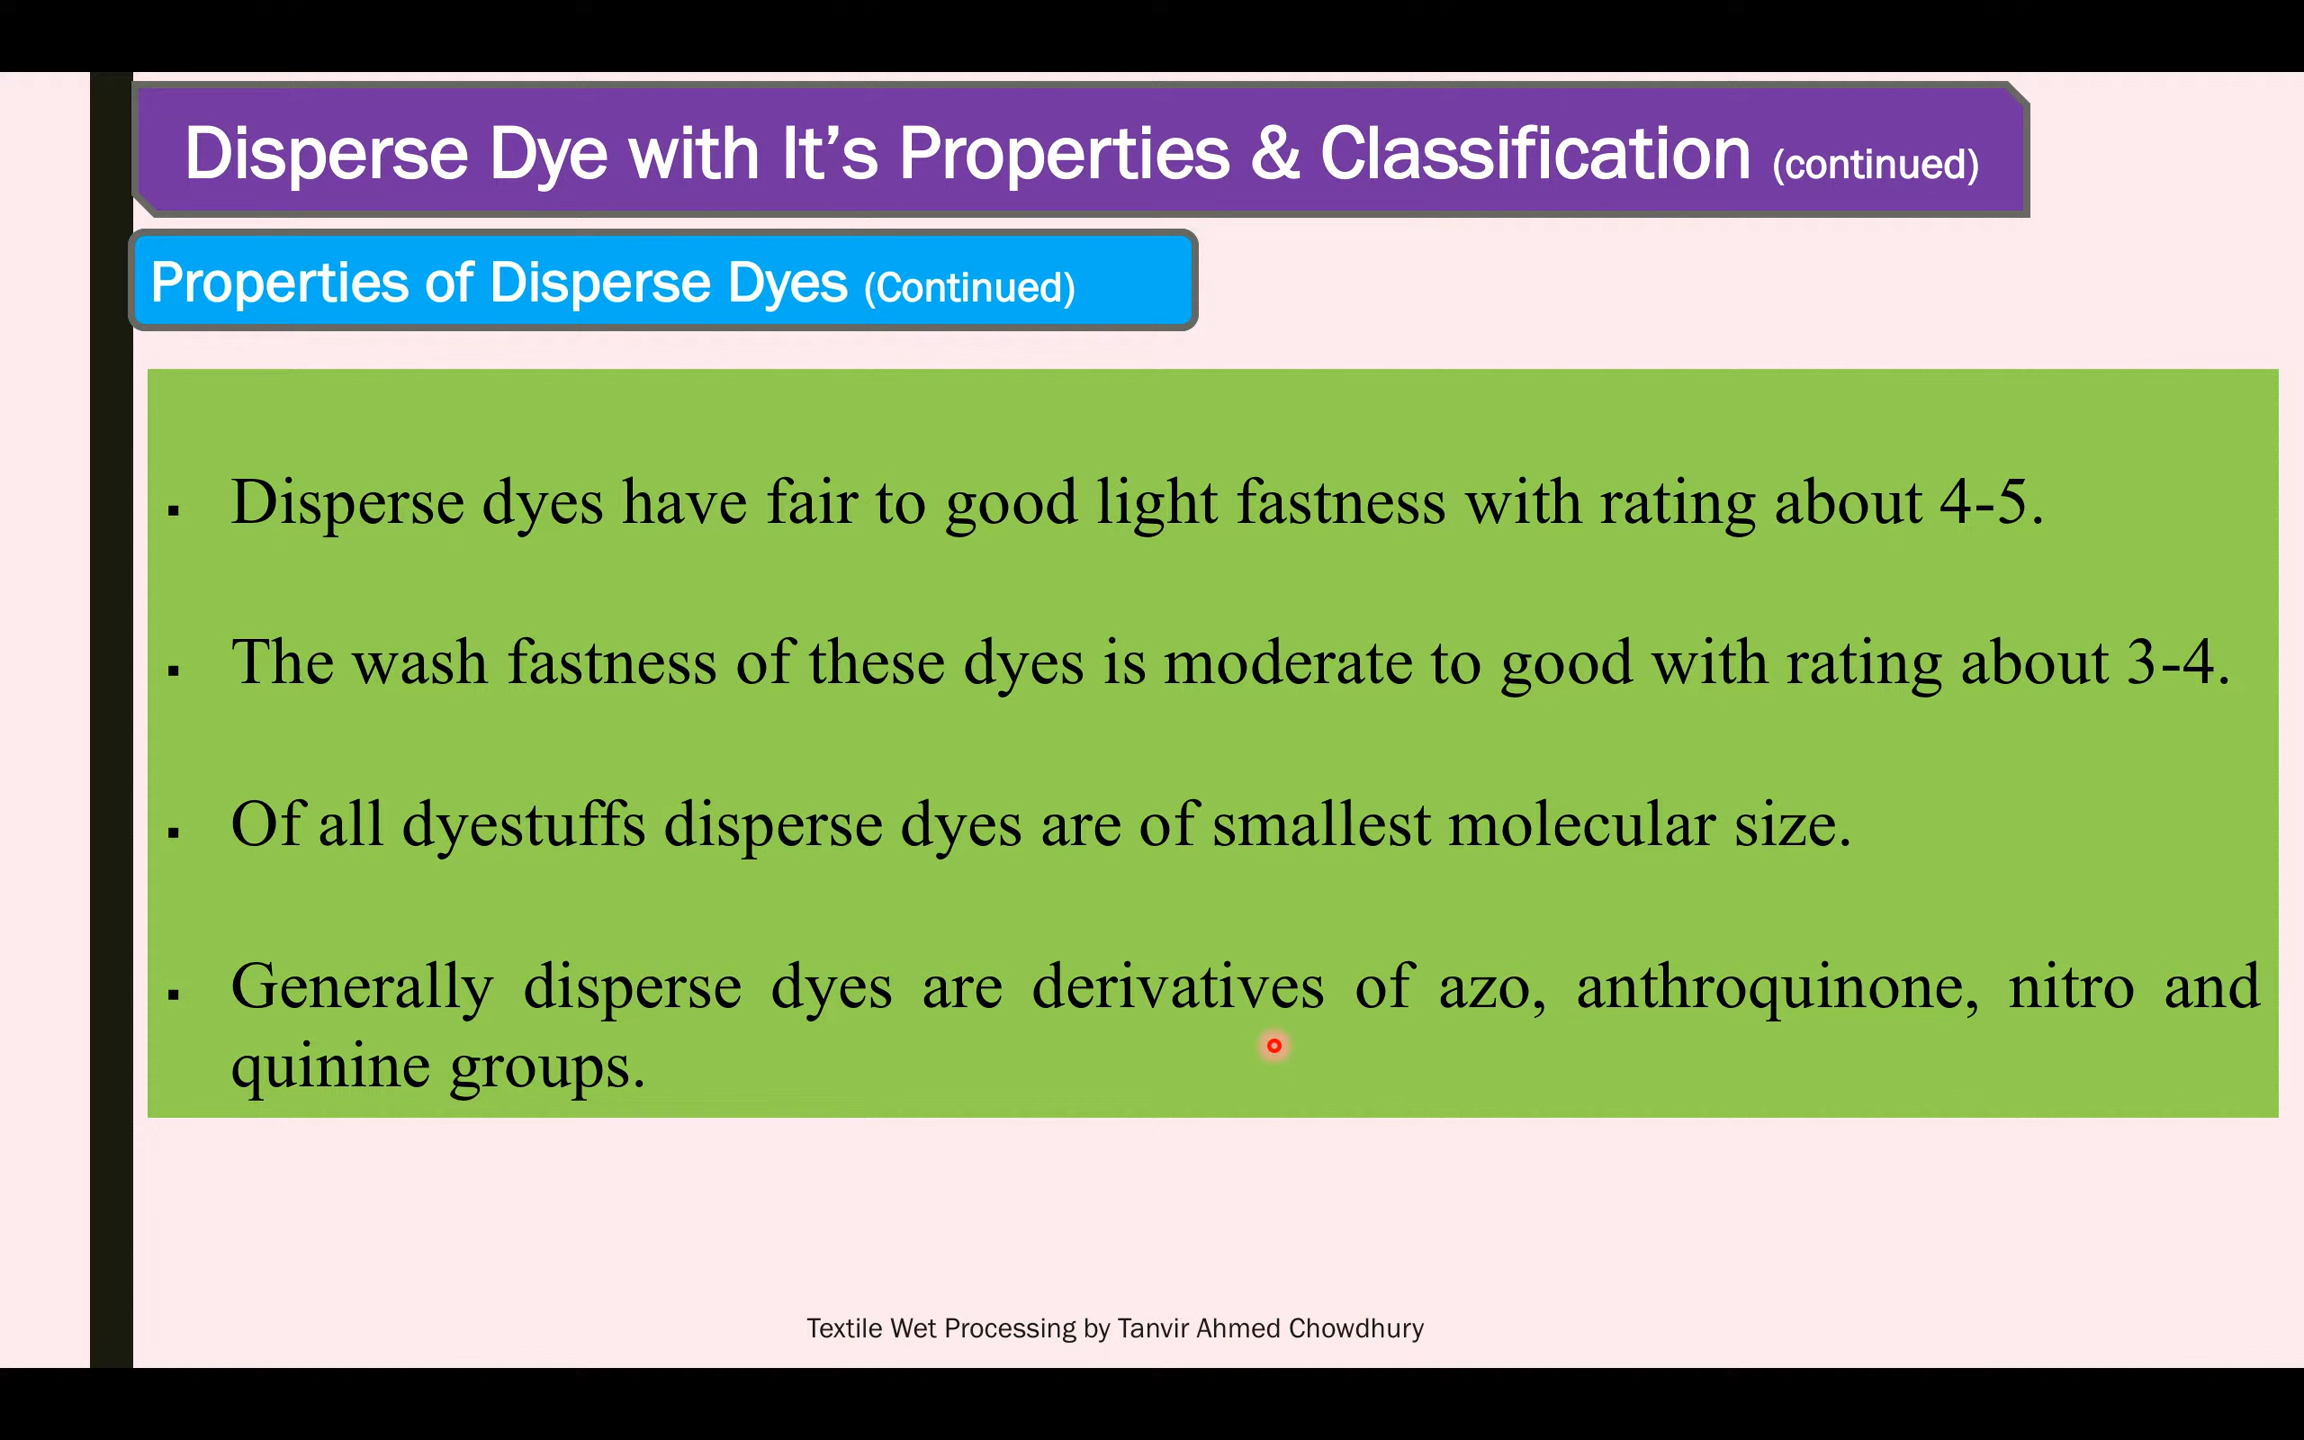 Disperse Dye with It’s Properties & Classification (continued)
Properties of Disperse Dyes (Continued)
▪ Disperse dyes have fair to good light fastness with rating about 4-5.
▪ The wash fastness of these dyes is moderate to good with rating about 3-4.
▪ Of all dyestuffs disperse dyes are of smallest molecular size.
▪ Generally disperse dyes are derivatives of azo, anthroquinone, nitro and
quinine groups.
Textile Wet Processing by Tanvir Ahmed Chowdhury